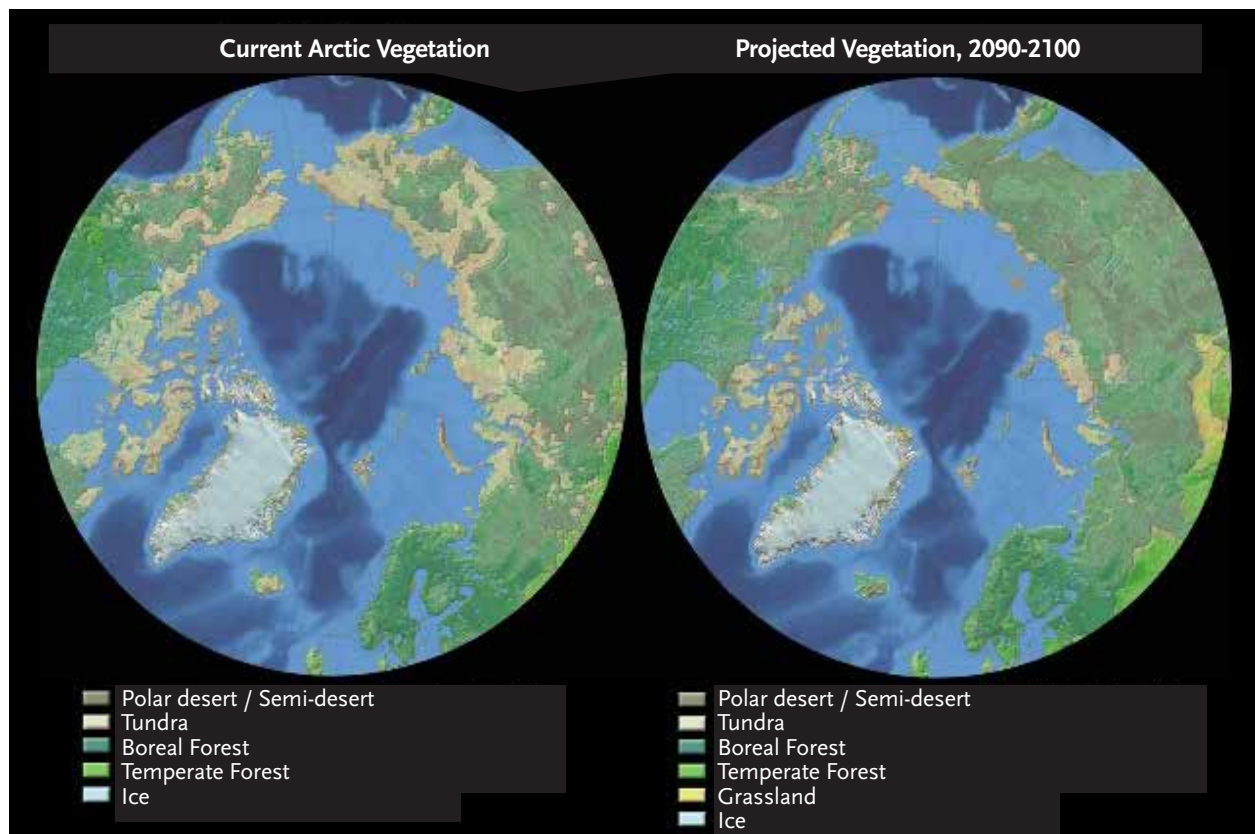 Current Arctic Vegetation
Projected Vegetation, 2090-2100
Polar desert / Semi-desert
Tundra
Boreal Forest
Temperate Forest
Ice
Polar desert / Semi-desert
Tundra
Boreal Forest
Temperate Forest
Grassland
Ice